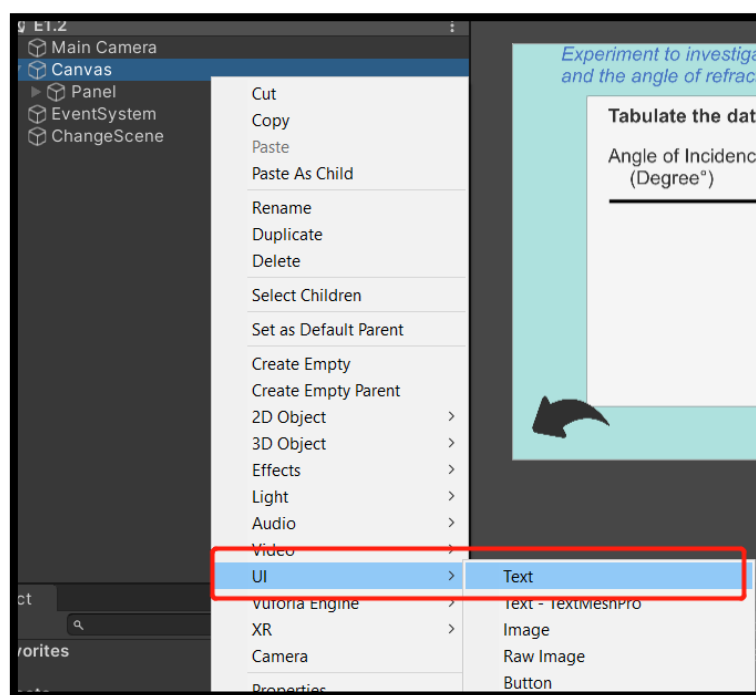 E1.2
Main Camera
Canvas
Panel
EventSystem
ChangeScene
Cut
Copy
Paste
Paste As Child
Rename
Duplicate
Delete
Select Children
Set as Default Parent
Create Empty
Create Empty Parent
2D Object
3D Object
Effects
Light
Audio
Video
UI
Vuforia Engine
XR
Camera
Properties
Text
Text - TextMeshPro
Image
Raw Image
Button
Experiment to investiga
and the angle of refrac
Tabulate the dat
Angle of Incidenc
(Degree°)
ct
vorites